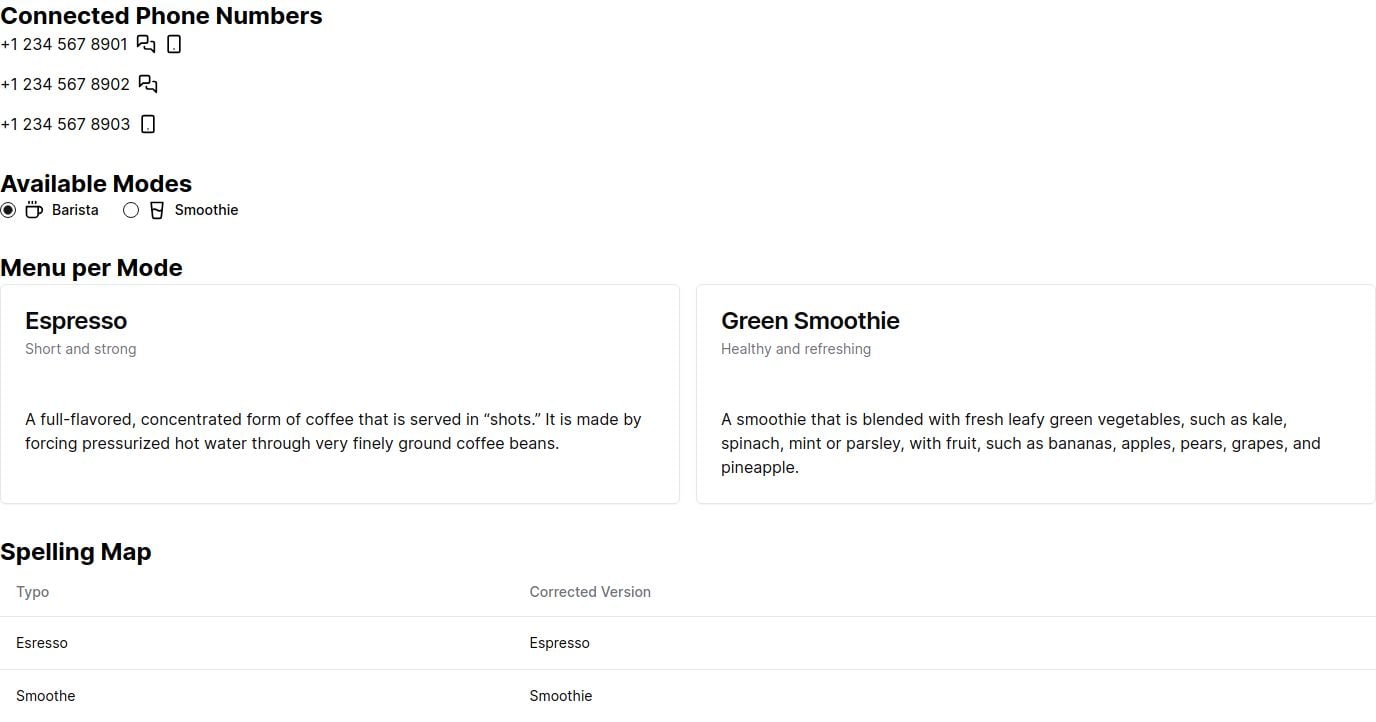 Connected Phone Numbers
+1 234 567 8901
+1 234 567 8902
+1 234 567 8903
Available Modes
Barista Smoothie
Menu per Mode
Espresso
Short and strong
A full-flavored, concentrated form of coffee that is served in “shots.” It is made by
forcing pressurized hot water through very finely ground coffee beans.
Green Smoothie
Healthy and refreshing
A smoothie that is blended with fresh leafy green vegetables, such as kale,
spinach, mint or parsley, with fruit, such as bananas, apples, pears, grapes, and
pineapple.
Spelling Map
Typo Corrected Version
Esresso Espresso
Smoothe Smoothie